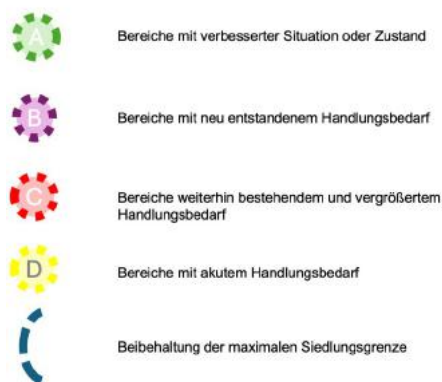 A
Bereiche mit verbesserter Situation oder Zustand
B
Bereiche mit neu entstandenem Handlungsbedarf
C
Bereiche weiterhin bestehendem und vergrößertem
Handlungsbedarf
D
Bereiche mit akutem Handlungsbedarf
Beibehaltung der maximalen Siedlungsgrenze